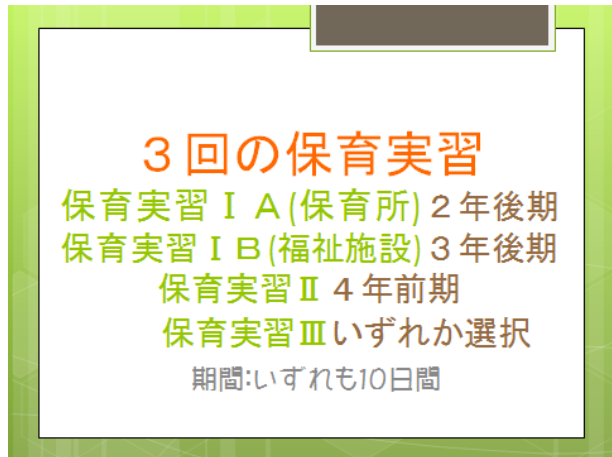 ３回の保育実習
保育実習ⅠＡ(保育所)２年後期
保育実習ⅠＢ(福祉施設)３年後期
保育実習Ⅱ ４年前期
保育実習Ⅲいずれか選択
期間:いずれも10日間